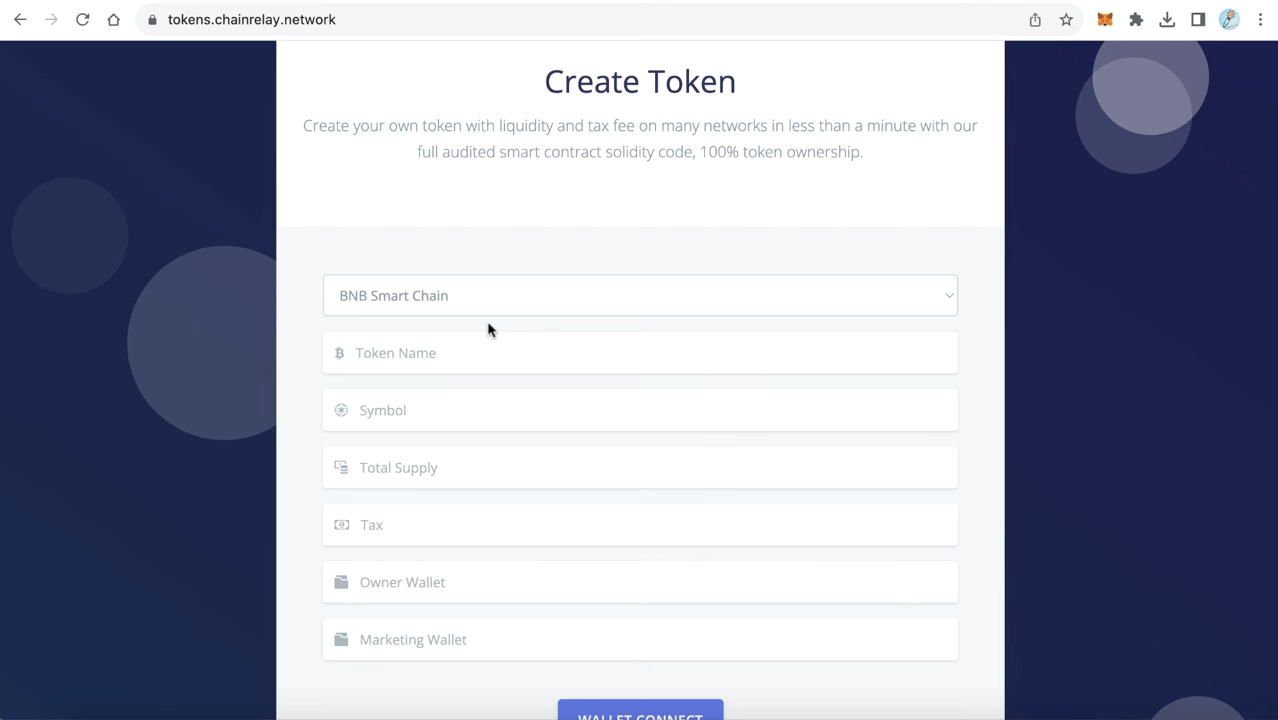 tokens.chainrelay.network
Create Token
Create your own token with liquidity and tax fee on many networks in less than a minute with our
full audited smart contract solidity code, 100% token ownership.
BNB Smart Chain
Token Name
Symbol
Total Supply
Tax
Owner Wallet
Marketing Wallet
WALLET CONNECT